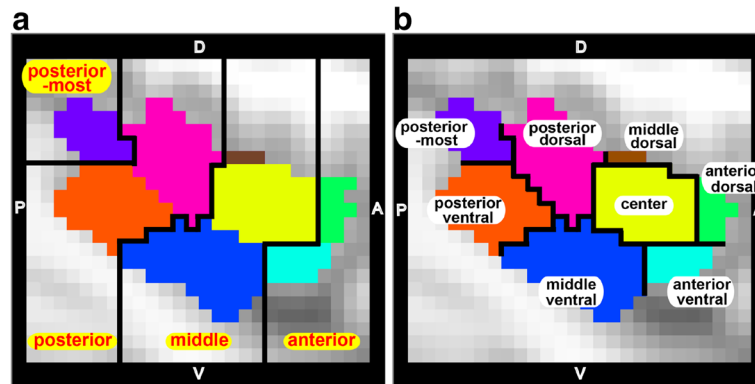 a
b
D
D
posterior
-most
posterior
-most
posterior
dorsal
middle
dorsal
anterior
dorsal
P
A
P
posterior
ventral
center
middle
ventral
anterior
ventral
posterior
middle
anterior
V
V